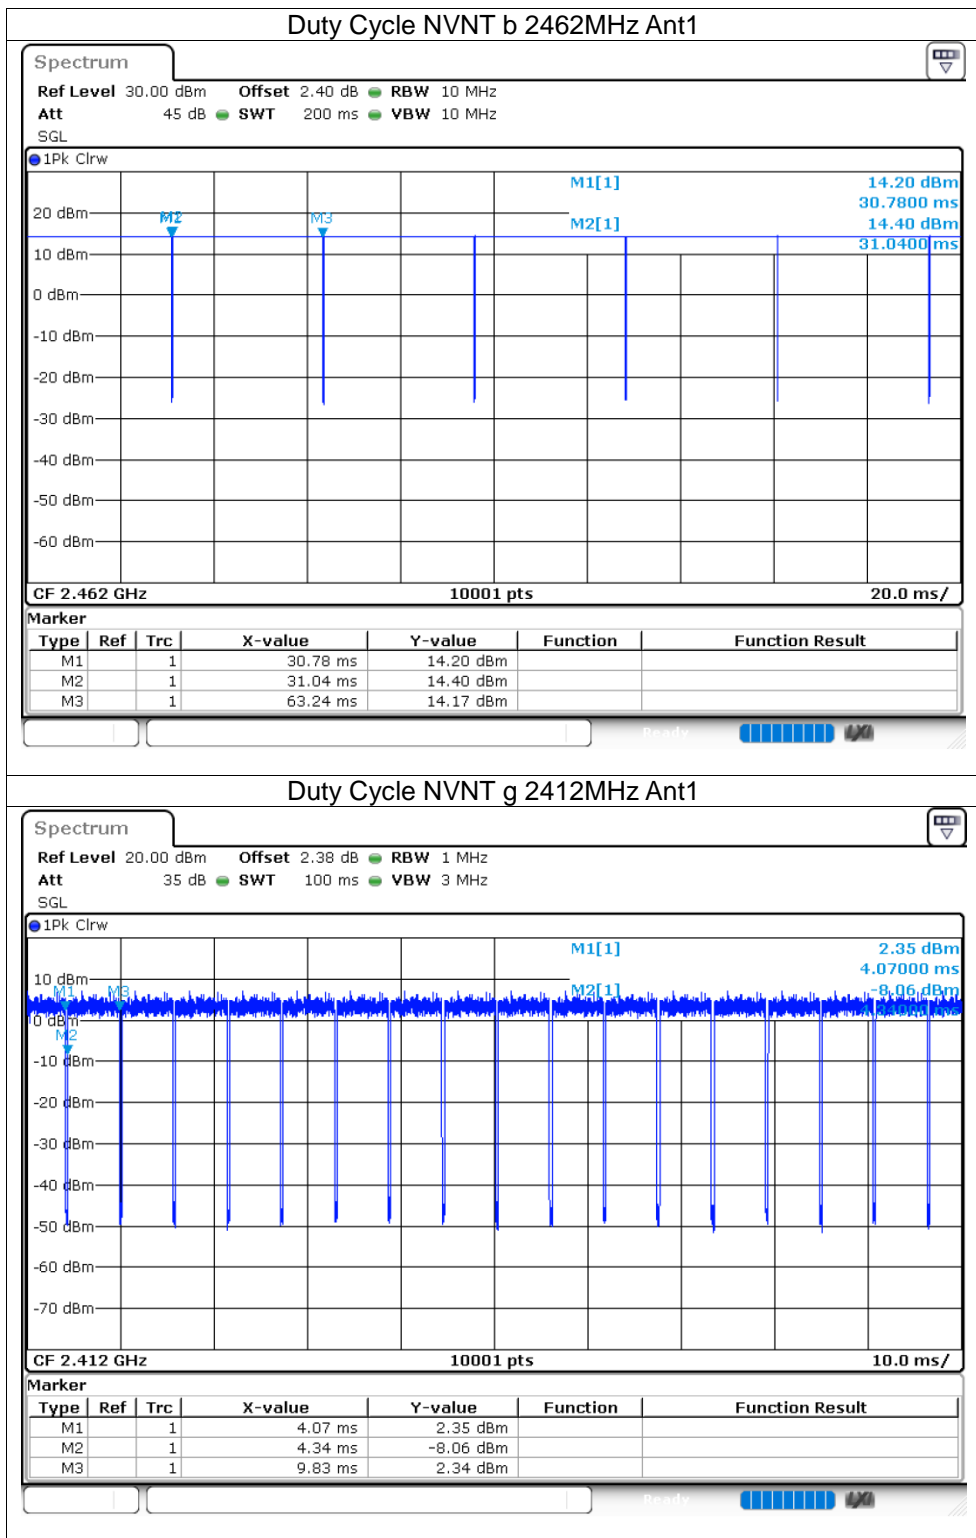 Duty Cycle NVNT b 2462MHz Ant1
Spectrum
Ref Level 30.00 dBm Offset 2.40 dB RBW 10 MHz
Att 45 dB SWT 200 ms VBW 10 MHz
SGL
1Pk Clrw
M1[1] 14.20 dBm
30.7800 ms
20 dBm
M2 M3
M2[1] 14.40 dBm
31.0400 ms
10 dBm
0 dBm
-10 dBm
-20 dBm
-30 dBm
-40 dBm
-50 dBm
-60 dBm
CF 2.462 GHz 10001 pts 20.0 ms/
Marker
Type Ref Trc X-value Y-value Function Function Result
M1 1 30.78 ms 14.20 dBm
M2 1 31.04 ms 14.40 dBm
M3 1 63.24 ms 14.17 dBm
Ready LXI
Duty Cycle NVNT g 2412MHz Ant1
Spectrum
Ref Level 20.00 dBm Offset 2.38 dB RBW 1 MHz
Att 35 dB SWT 100 ms VBW 3 MHz
SGL
1Pk Clrw
M1[1] 2.35 dBm
4.07000 ms
10 dBm
M1 M3
M2[1] -8.06 dBm
4.34000 ms
0 dBm
M2
-10 dBm
-20 dBm
-30 dBm
-40 dBm
-50 dBm
-60 dBm
-70 dBm
CF 2.412 GHz 10001 pts 10.0 ms/
Marker
Type Ref Trc X-value Y-value Function Function Result
M1 1 4.07 ms 2.35 dBm
M2 1 4.34 ms -8.06 dBm
M3 1 9.83 ms 2.34 dBm
Ready LXI